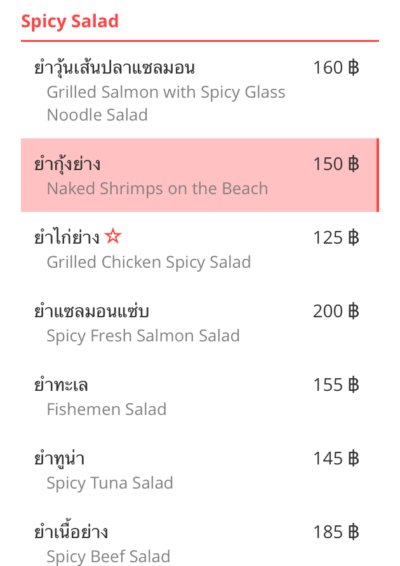 Spicy Salad
ยำวุ้นเส้นปลาแซลมอน 160 ฿
Grilled Salmon with Spicy Glass
Noodle Salad
ยำกุ้งย่าง 150 ฿
Naked Shrimps on the Beach
ยำไก่ย่าง ☆ 125 ฿
Grilled Chicken Spicy Salad
ยำแซลมอนแซ่บ 200 ฿
Spicy Fresh Salmon Salad
ยำทะเล 155 ฿
Fishemen Salad
ยำทูน่า 145 ฿
Spicy Tuna Salad
ยำเนื้อย่าง 185 ฿
Spicy Beef Salad